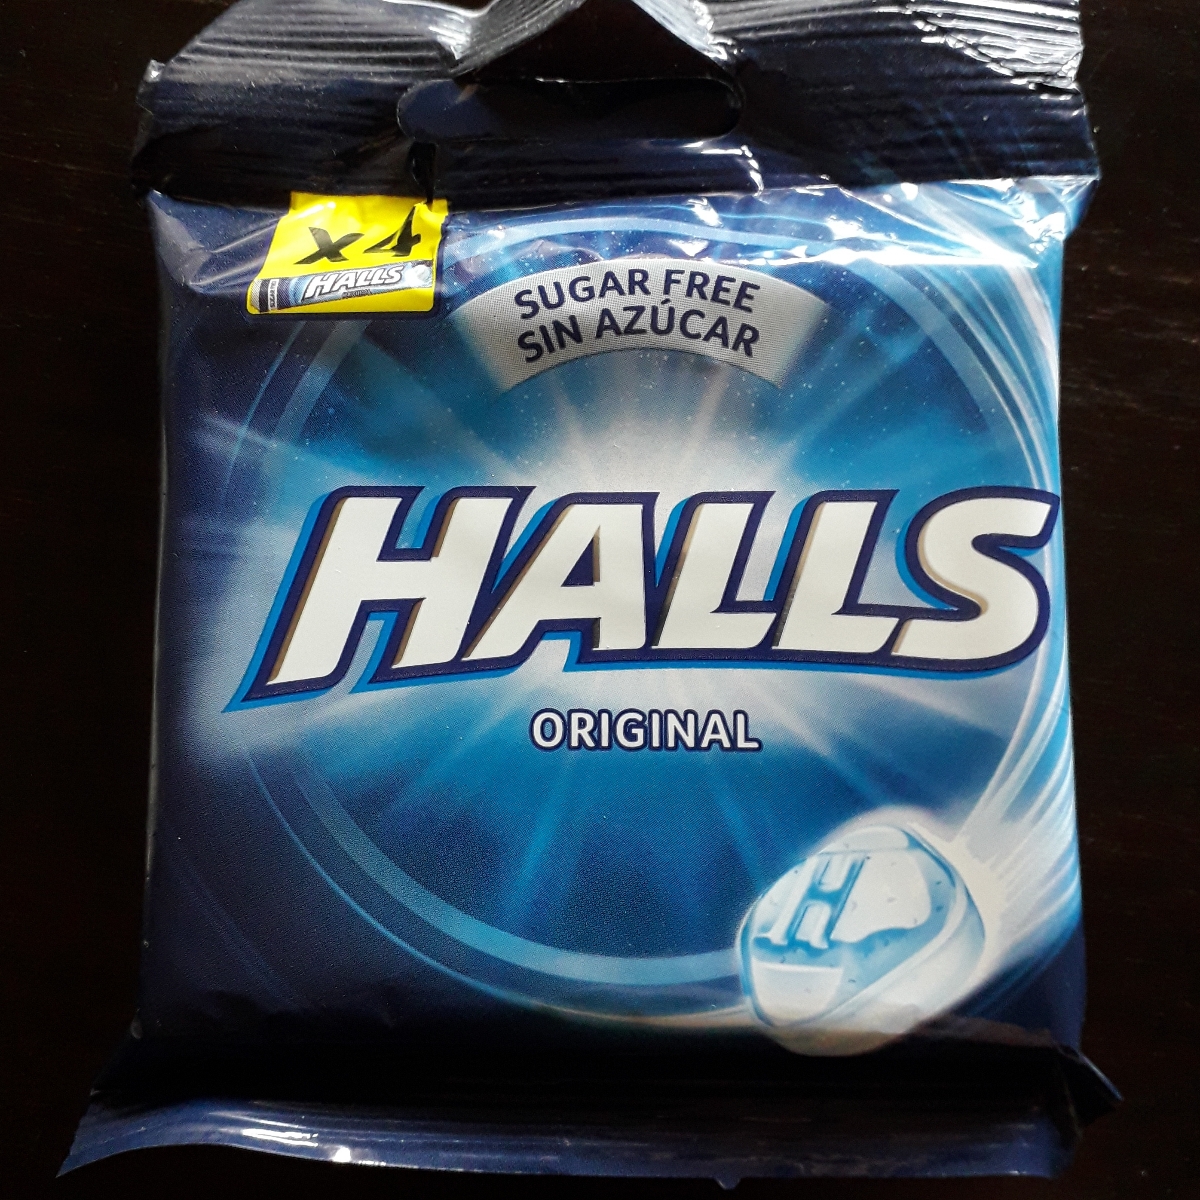 x4
HALLS
SUGAR FREE
SIN AZÚCAR
HALLS
ORIGINAL
H